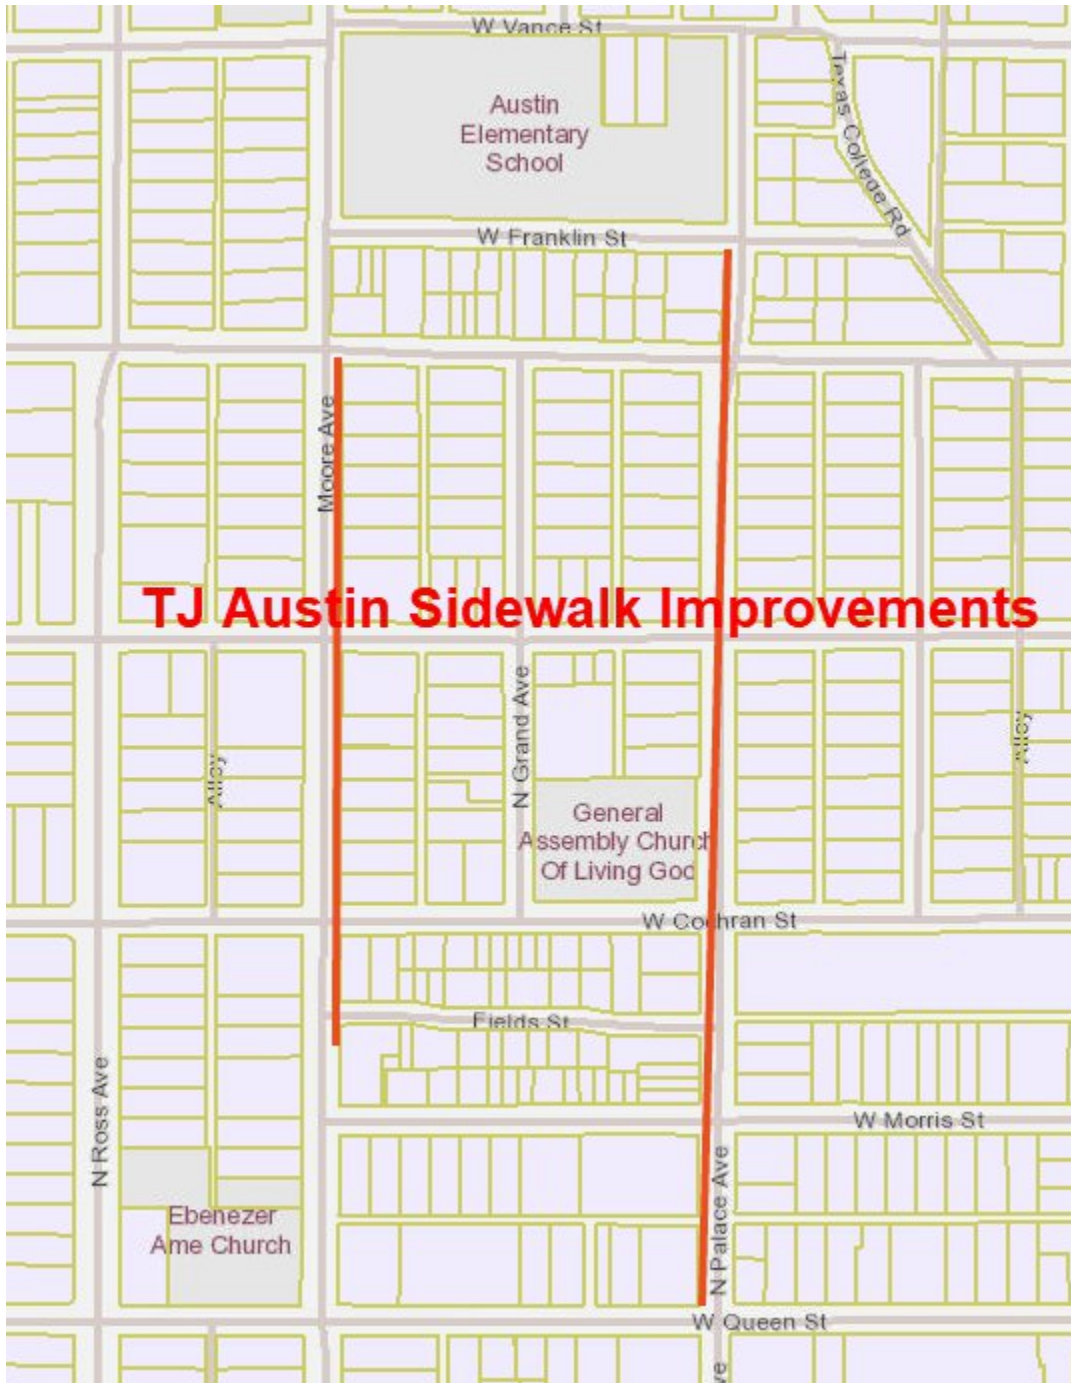 W Vance St
Texas College Rd
Austin
Elementary
School
W Franklin St
Moore Ave
TJ Austin Sidewalk Improvements
N Grand Ave
Alley
Alley
General
Assembly Church
Of Living God
W Cochran St
Fields St
N Ross Ave
W Morris St
N Palace Ave
Ebenezer
Ame Church
W Queen St
ve